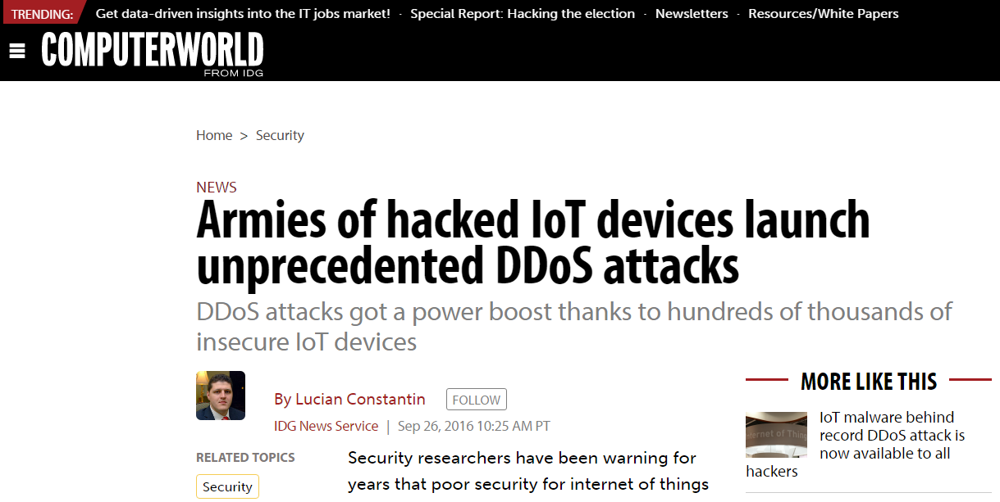 TRENDING: Get data-driven insights into the IT jobs market! · Special Report: Hacking the election · Newsletters · Resources/White Papers
COMPUTERWORLD
FROM IDG
Home > Security
NEWS
Armies of hacked IoT devices launch
unprecedented DDoS attacks
DDoS attacks got a power boost thanks to hundreds of thousands of
insecure IoT devices
By Lucian Constantin FOLLOW
IDG News Service | Sep 26, 2016 10:25 AM PT
RELATED TOPICS
Security
Security researchers have been warning for
years that poor security for internet of things
MORE LIKE THIS
IoT malware behind
record DDoS attack is
now available to all
hackers